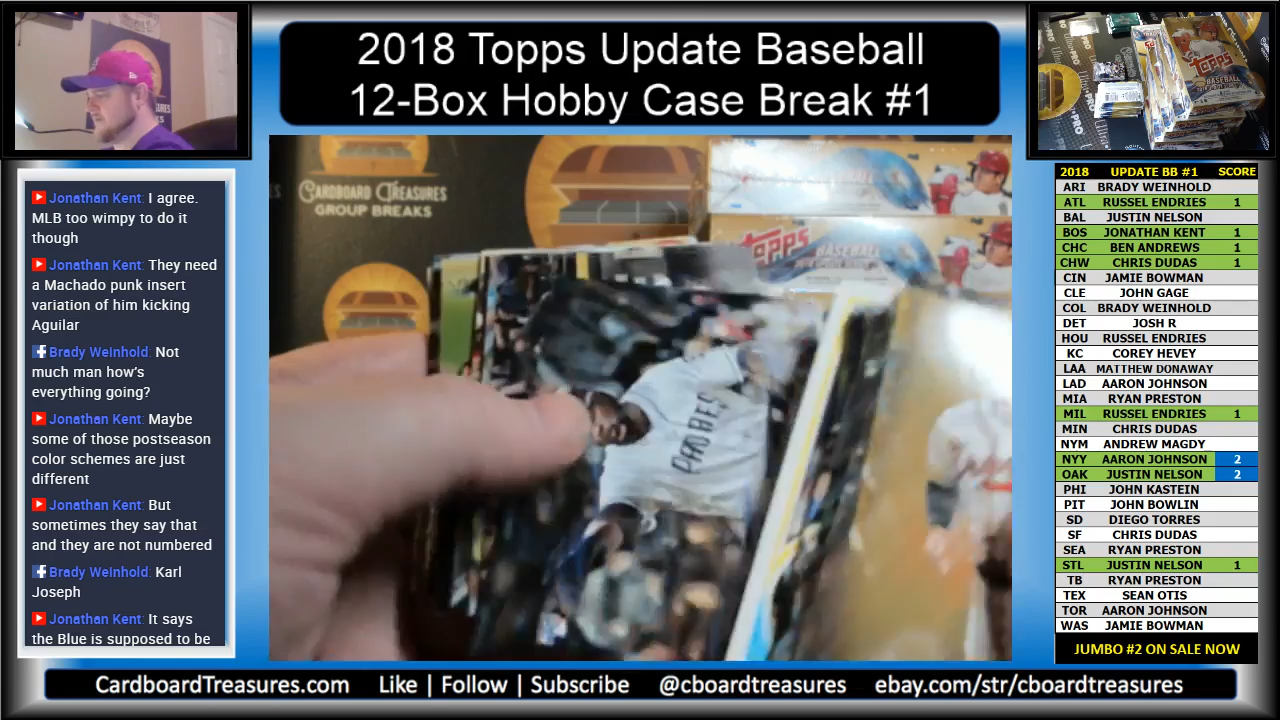 2018 Topps Update Baseball
12-Box Hobby Case Break #1
Jonathan Kent: I agree.
MLB too wimpy to do it
though
Jonathan Kent: They need
a Machado punk insert
variation of him kicking
Aguilar
Brady Weinhold: Not
much man how's
everything going?
Jonathan Kent: Maybe
some of those postseason
color schemes are just
different
Jonathan Kent: But
sometimes they say that
and they are not numbered
Brady Weinhold: Karl
Joseph
Jonathan Kent: It says
the Blue is supposed to be
CARDBOARD TREASURES
GROUP BREAKS
TOPPS
BASEBALL
PADRES
TOPPS
BASEBALL
2018 UPDATE BB #1 SCORE
ARI BRADY WEINHOLD
ATL RUSSEL ENDRIES 1
BAL JUSTIN NELSON
BOS JONATHAN KENT 1
CHC BEN ANDREWS 1
CHW CHRIS DUDAS 1
CIN JAMIE BOWMAN
CLE JOHN GAGE
COL BRADY WEINHOLD
DET JOSH R
HOU RUSSEL ENDRIES
KC COREY HEVEY
LAA MATTHEW DONAWAY
LAD AARON JOHNSON
MIA RYAN PRESTON
MIL RUSSEL ENDRIES 1
MIN CHRIS DUDAS
NYM ANDREW MAGDY
NYY AARON JOHNSON 2
OAK JUSTIN NELSON 2
PHI JOHN KASTEIN
PIT JOHN BOWLIN
SD DIEGO TORRES
SF CHRIS DUDAS
SEA RYAN PRESTON
STL JUSTIN NELSON 1
TB RYAN PRESTON
TEX SEAN OTIS
TOR AARON JOHNSON
WAS JAMIE BOWMAN
JUMBO #2 ON SALE NOW
CardboardTreasures.com Like | Follow | Subscribe @cboardtreasures ebay.com/str/cboardtreasures